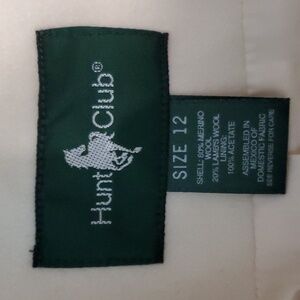 Hunt Club®
SIZE 12
SHELL: 80% MERINO
WOOL
20% LAMBS WOOL
LINING:
100% ACETATE
ASSEMBLED IN
MEXICO OF
DOMESTIC FABRIC
SEE REVERSE FOR CARE